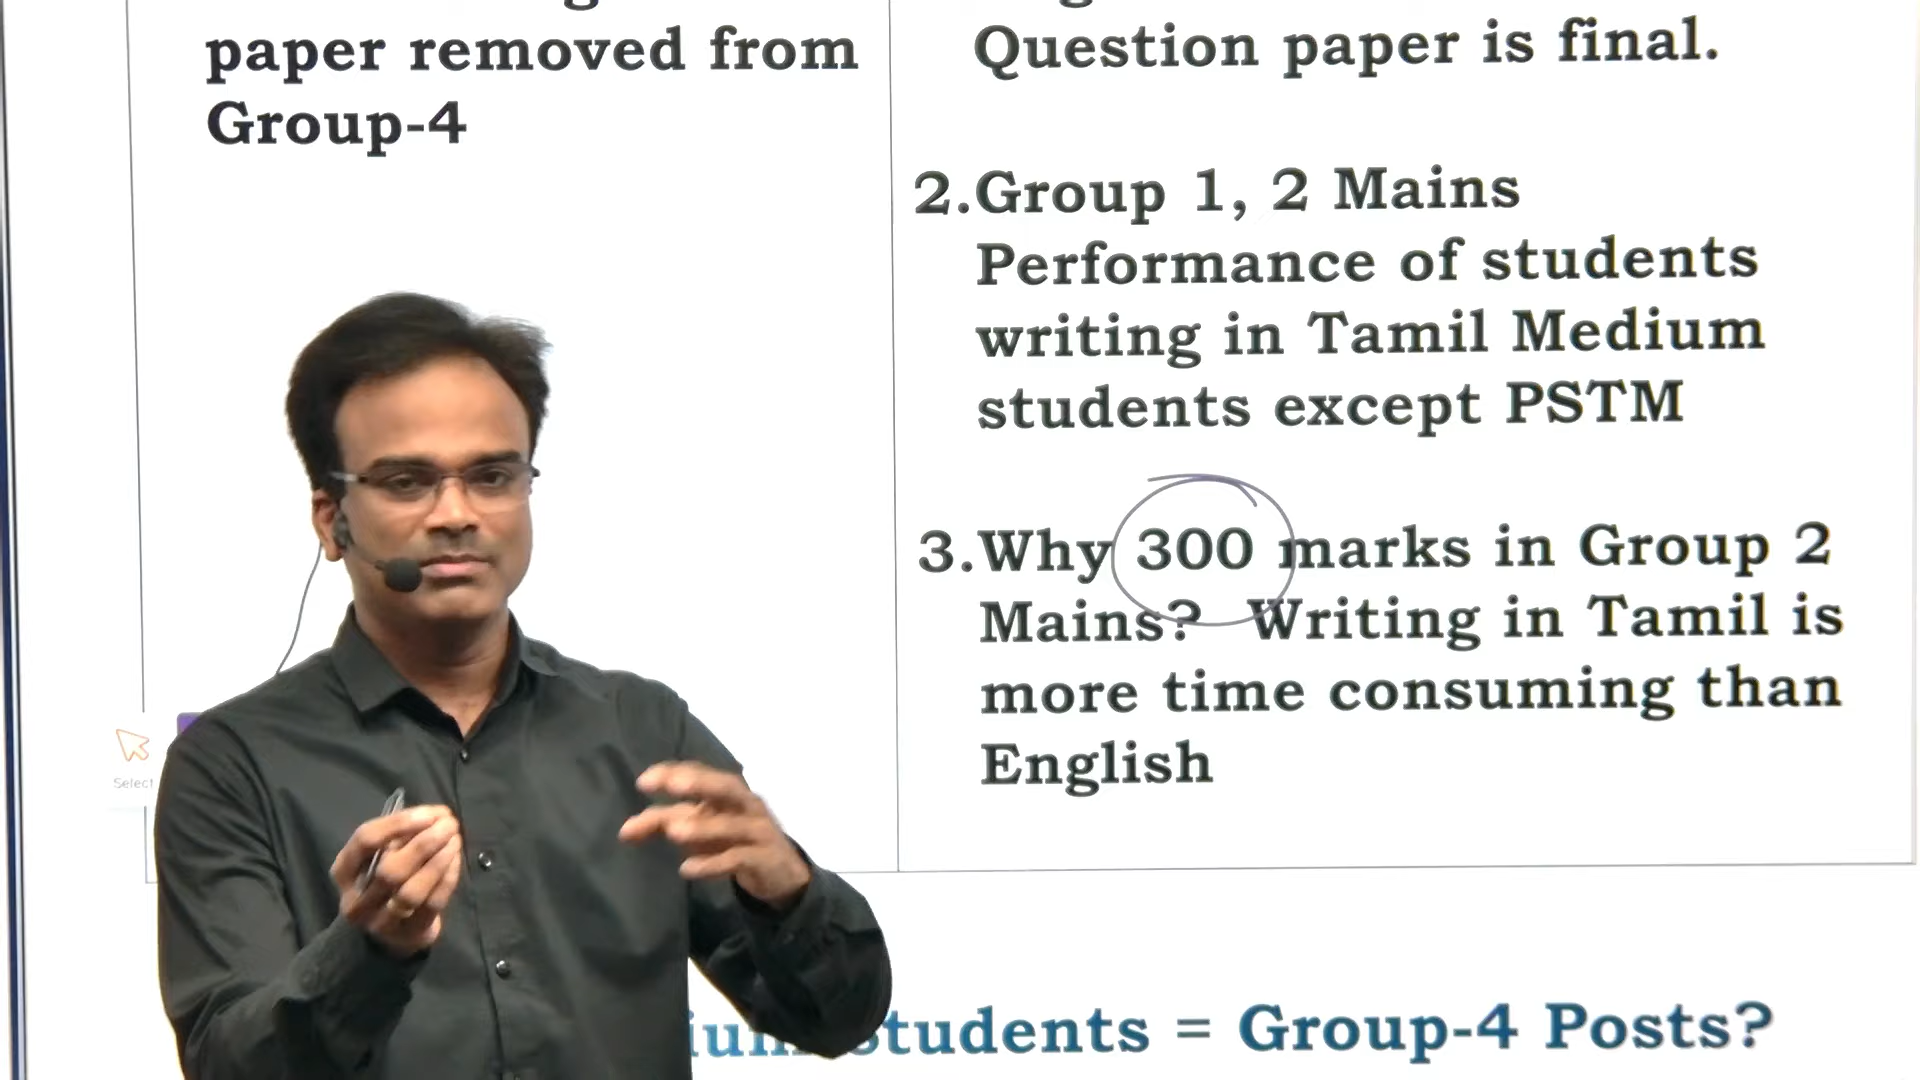 paper removed from
Group-4
Question paper is final.
2.Group 1, 2 Mains
Performance of students
writing in Tamil Medium
students except PSTM
3.Why 300 marks in Group 2
Mains? Writing in Tamil is
more time consuming than
English
Select
students = Group-4 Posts?